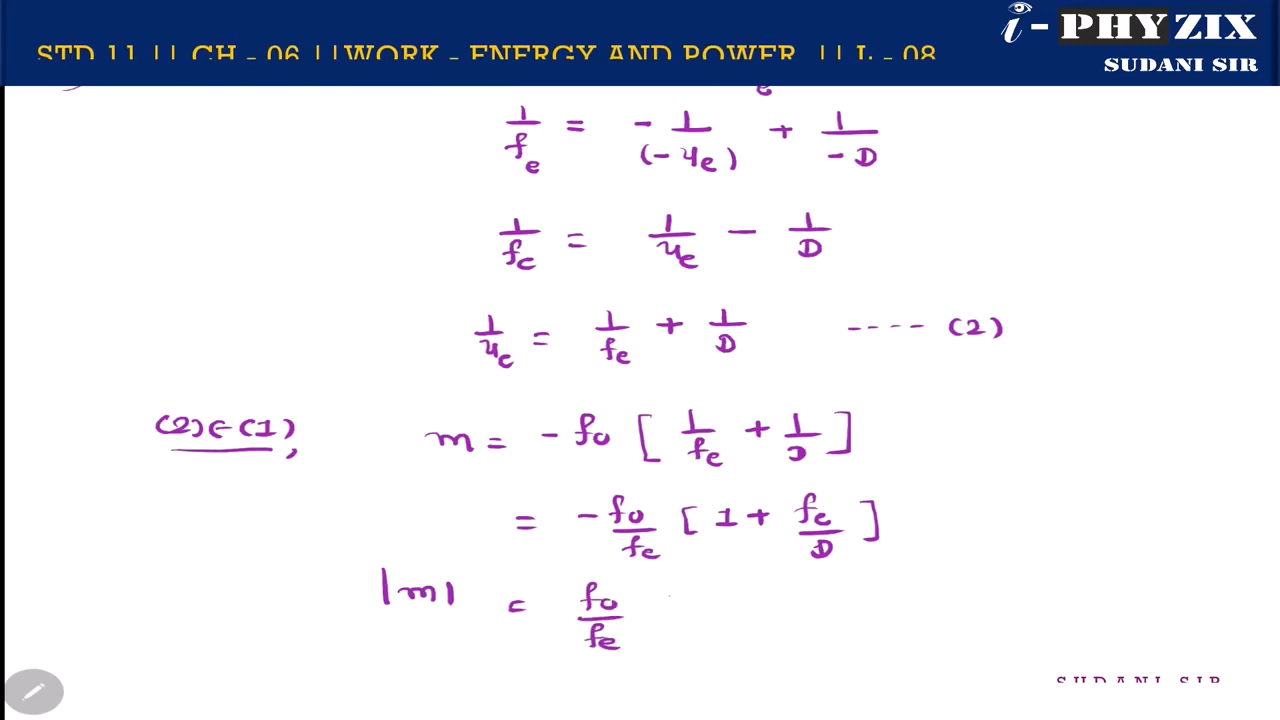 i-PHYZIX
STD 11 || CH - 06 || WORK - ENERGY AND POWER || L - 08
SUDANI SIR
1/fe = - 1/(-ue) + 1/-D
1/fe = 1/ue - 1/D
1/ue = 1/fe + 1/D ---- (2)
(2)∈(1), m = - fo [ 1/fe + 1/D ]
= -fo/fe [ 1 + fe/D ]
|m| = fo/fe
SUDANI SIR